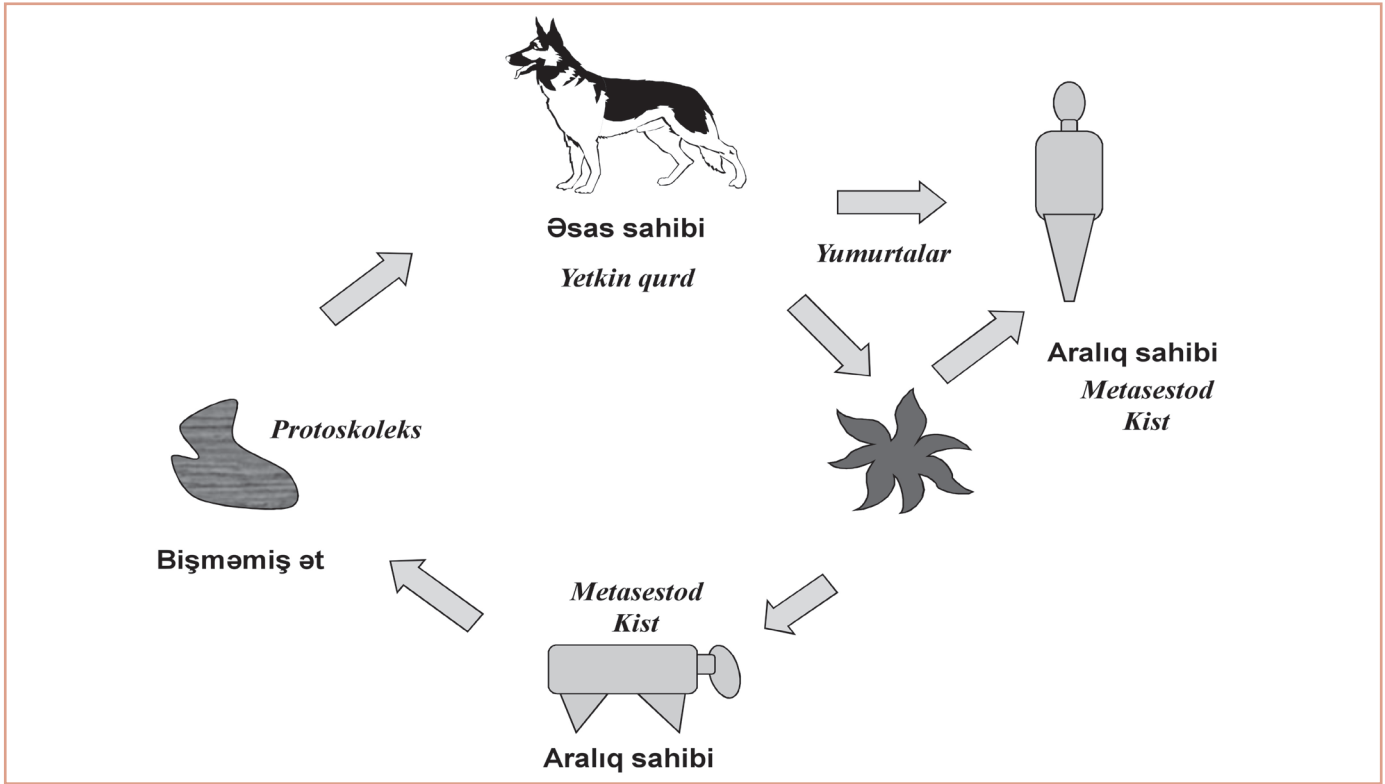 Əsas sahibi
Yetkin qurd
Yumurtalar
Aralıq sahibi
Metasestod
Kist
Protoskoleks
Bişməmiş ət
Metasestod
Kist
Aralıq sahibi